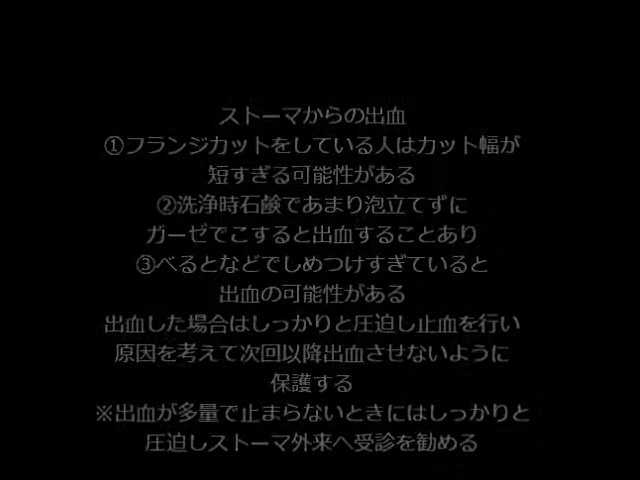 ストーマからの出血
①フランジカットをしている人はカット幅が
短すぎる可能性がある
②洗浄時石鹸であまり泡立てずに
ガーゼでこすると出血することあり
③べるとなどでしめつけすぎていると
出血の可能性がある
出血した場合はしっかりと圧迫し止血を行い
原因を考えて次回以降出血させないように
保護する
※出血が多量で止まらないときにはしっかりと
圧迫しストーマ外来へ受診を勧める